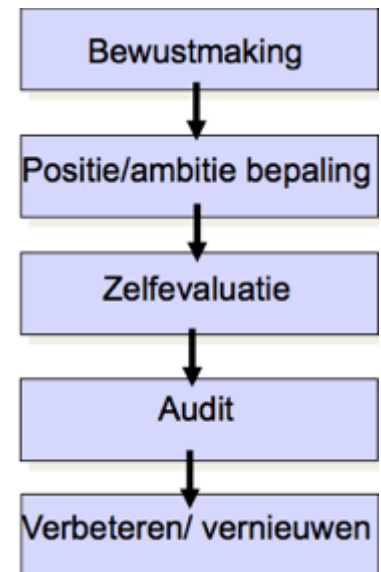 Bewustmaking
Positie/ambitie bepaling
Zelfevaluatie
Audit
Verbeteren/ vernieuwen